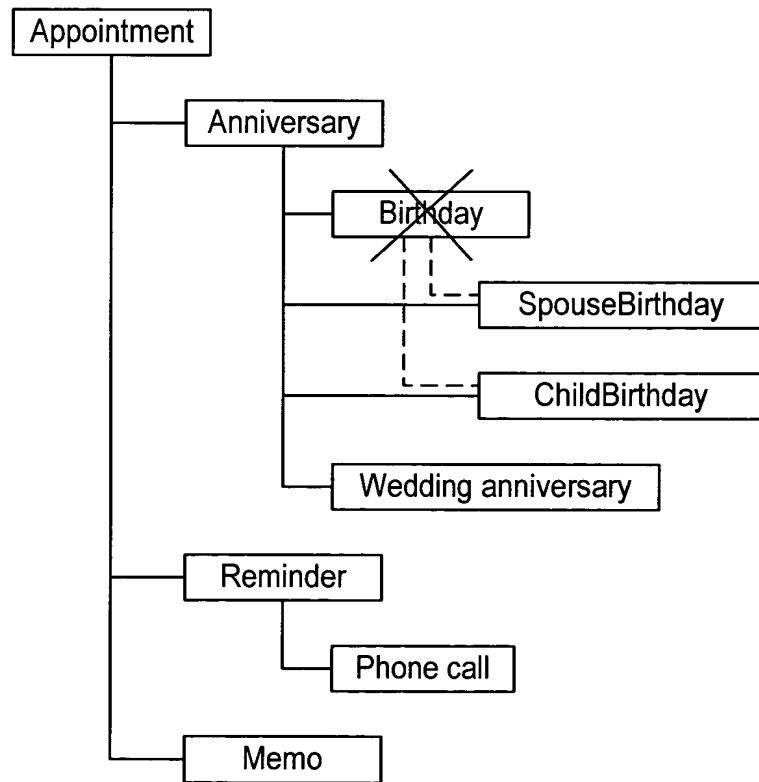 Appointment
Anniversary
Birthday
SpouseBirthday
ChildBirthday
Wedding anniversary
Reminder
Phone call
Memo